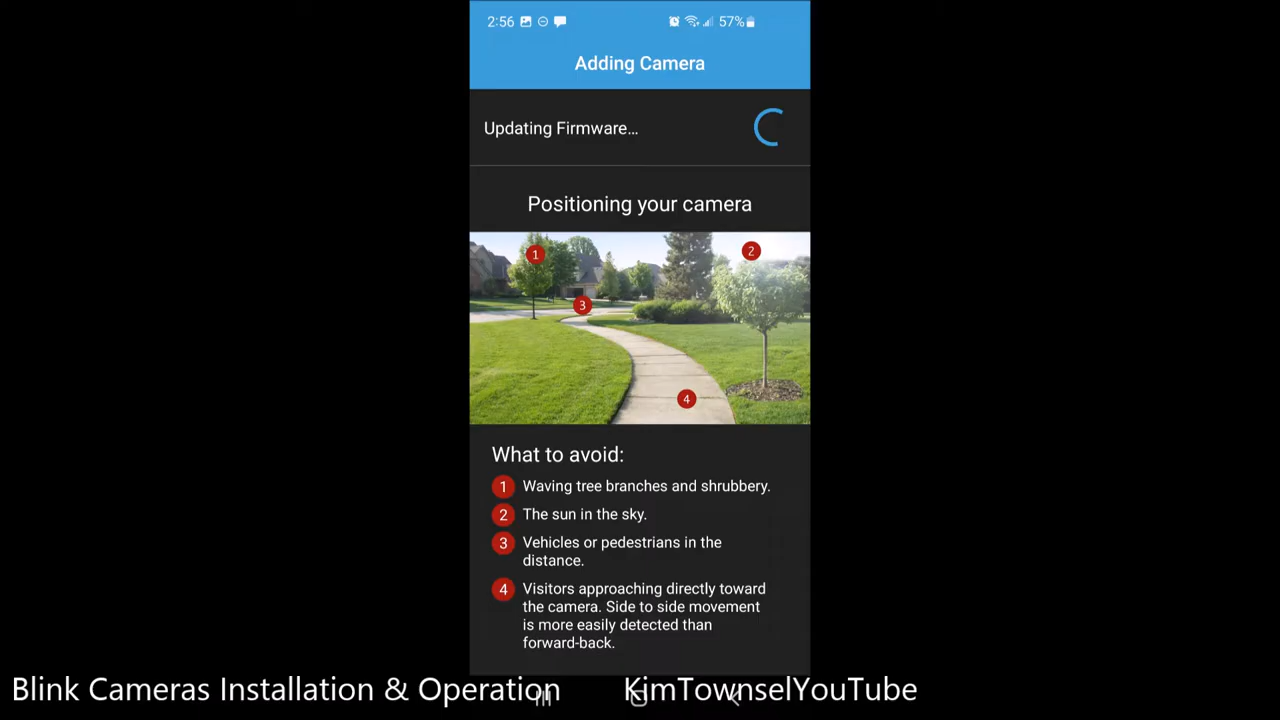 2:56 57%
Adding Camera
Updating Firmware...
Positioning your camera
1
2
3
4
What to avoid:
1 Waving tree branches and shrubbery.
2 The sun in the sky.
3 Vehicles or pedestrians in the
distance.
4 Visitors approaching directly toward
the camera. Side to side movement
is more easily detected than
forward-back.
Blink Cameras Installation & Operation KimTownselYouTube